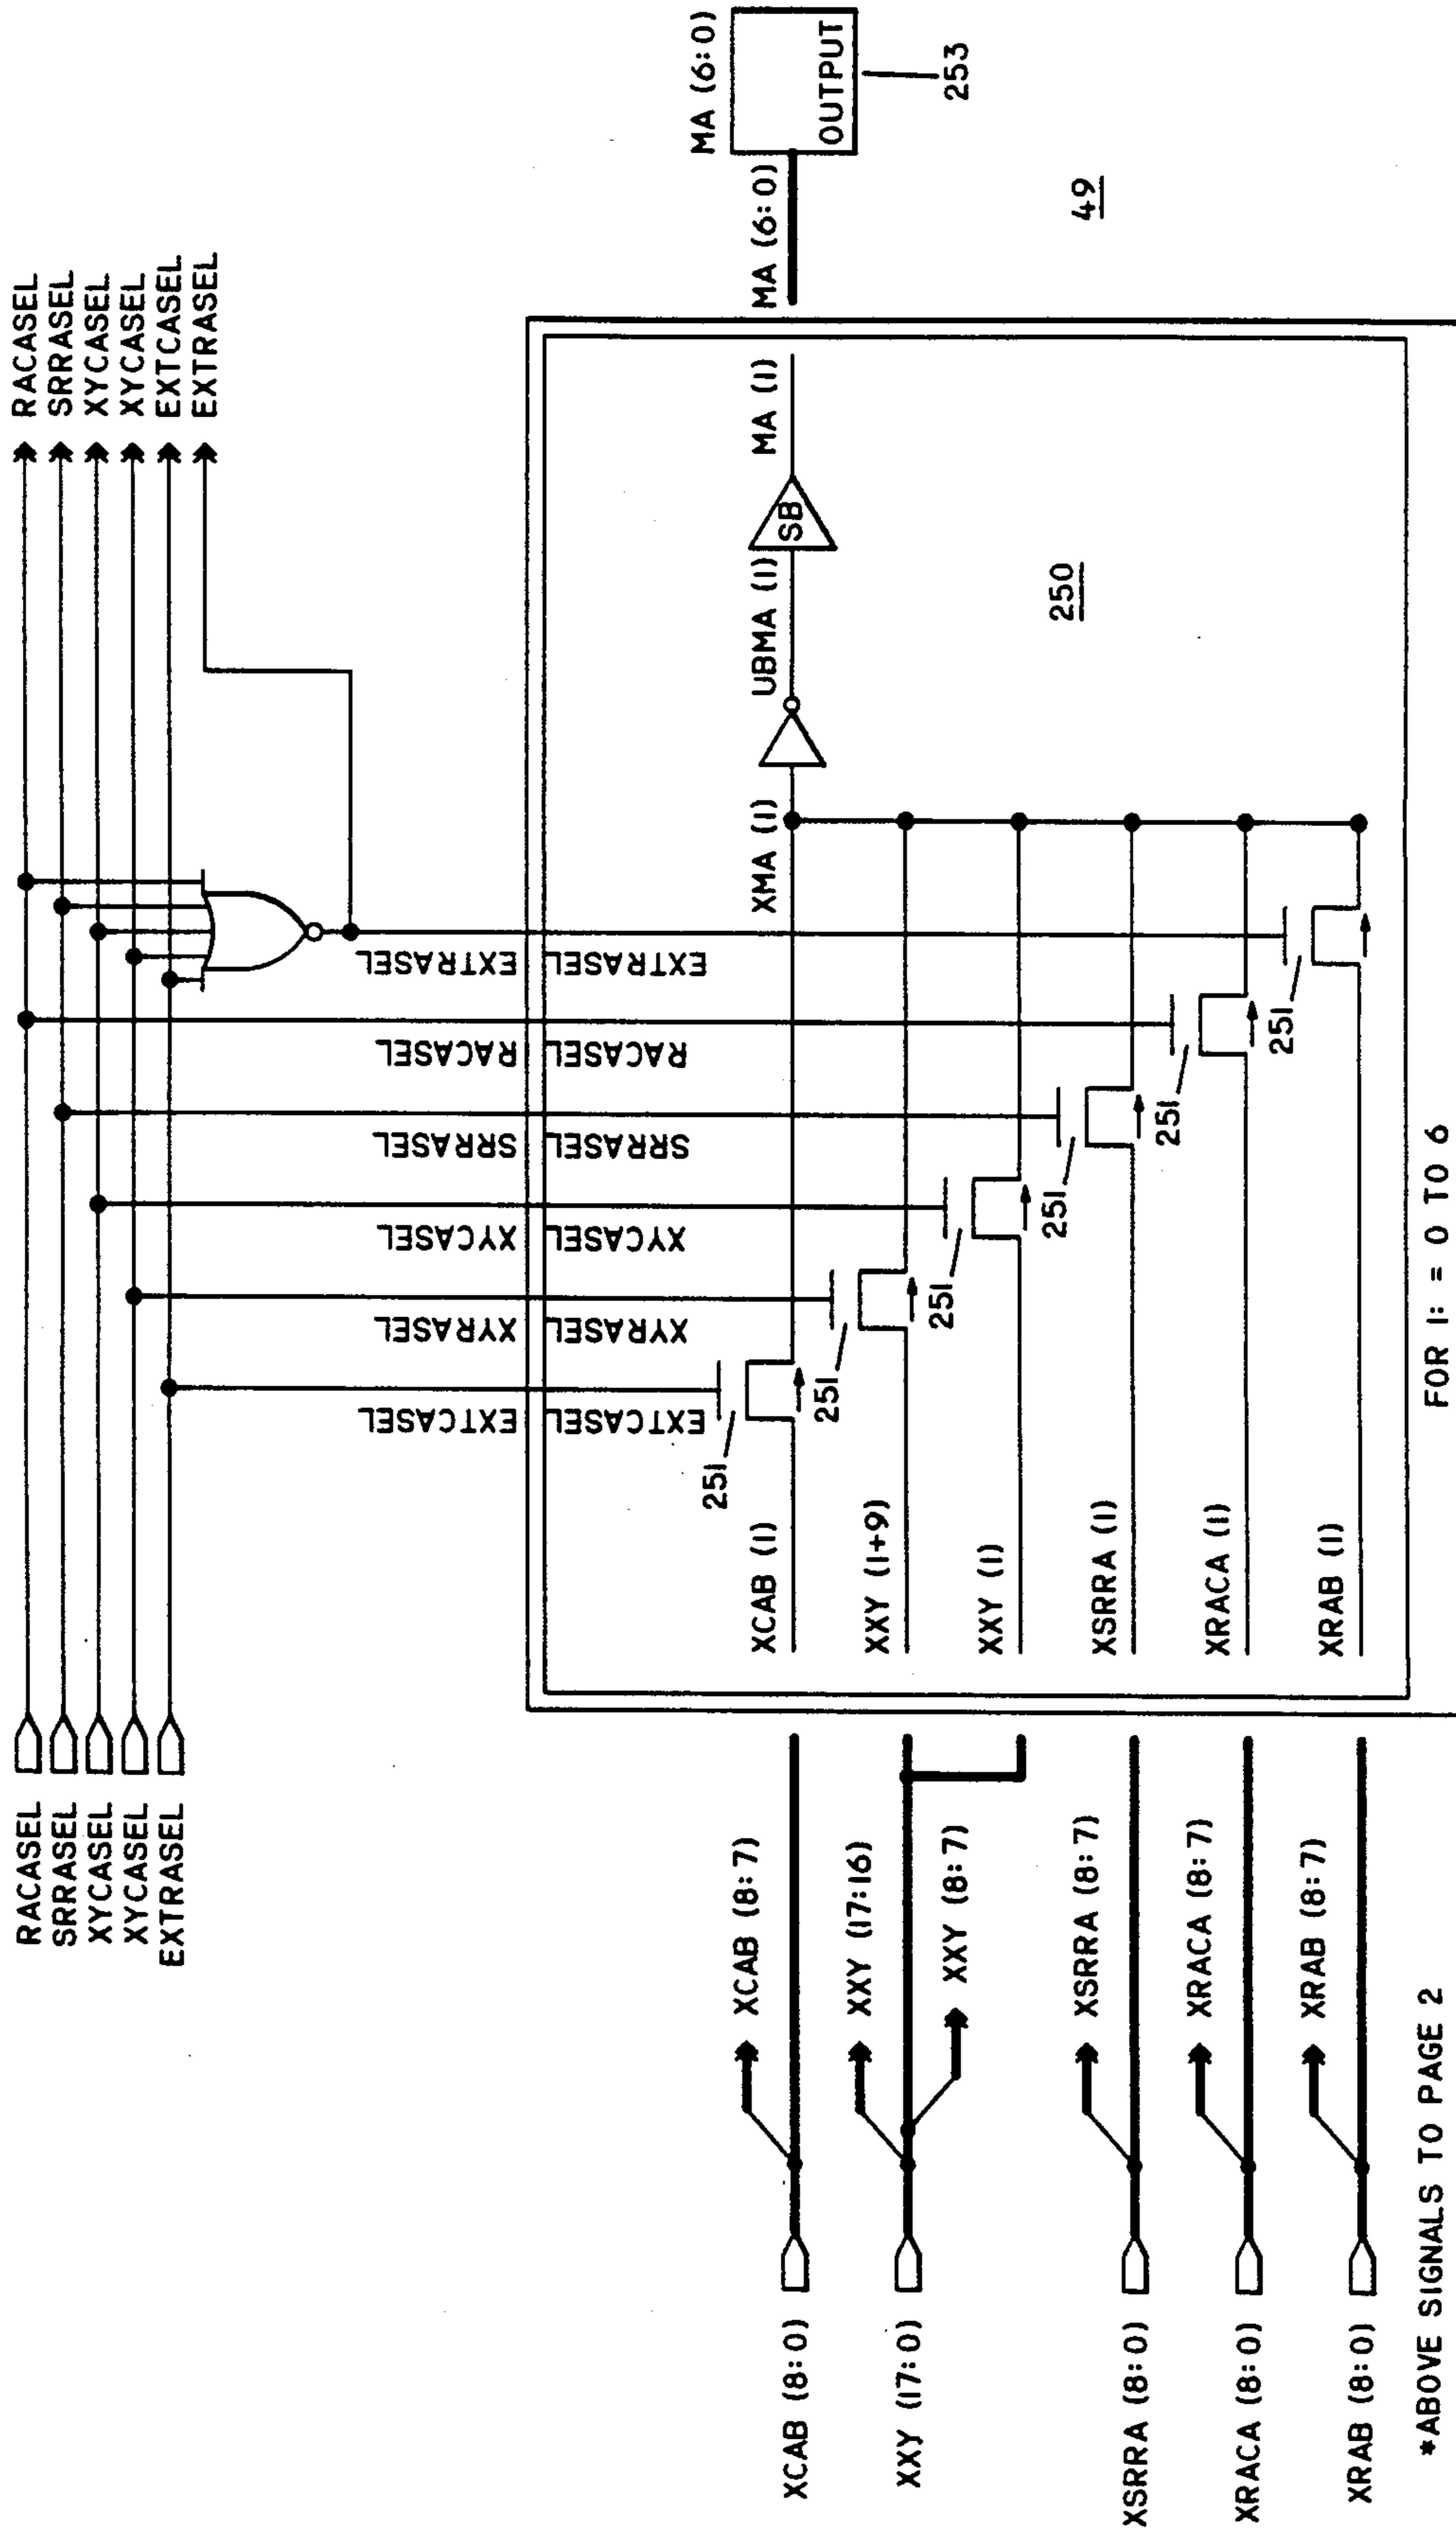 RACASEL
SRRASEL
XYCASEL
XYCASEL
EXTRASEL
RACASEL
SRRASEL
XYCASEL
XYCASEL
EXTCASEL
EXTRASEL
EXTCASEL
XYRASEL
XYCASEL
SRRASEL
RACASEL
EXTRASEL
EXTCASEL
XYRASEL
XYCASEL
SRRASEL
RACASEL
EXTRASEL
XCAB (8:0)
XCAB (8:7)
XXY (17:0)
XXY (17:16)
XXY (8:7)
XSRRA (8:0)
XSRRA (8:7)
XRACA (8:0)
XRACA (8:7)
XRAB (8:0)
XRAB (8:7)
XCAB (I)
XXY (I+9)
XXY (I)
XSRRA (I)
XRACA (I)
XRAB (I)
251
251
251
251
251
251
XMA (I)
UBMA (I)
SB
MA (I)
250
MA (6:0)
MA (6:0)
OUTPUT
253
49
FOR I: = 0 TO 6
*ABOVE SIGNALS TO PAGE 2